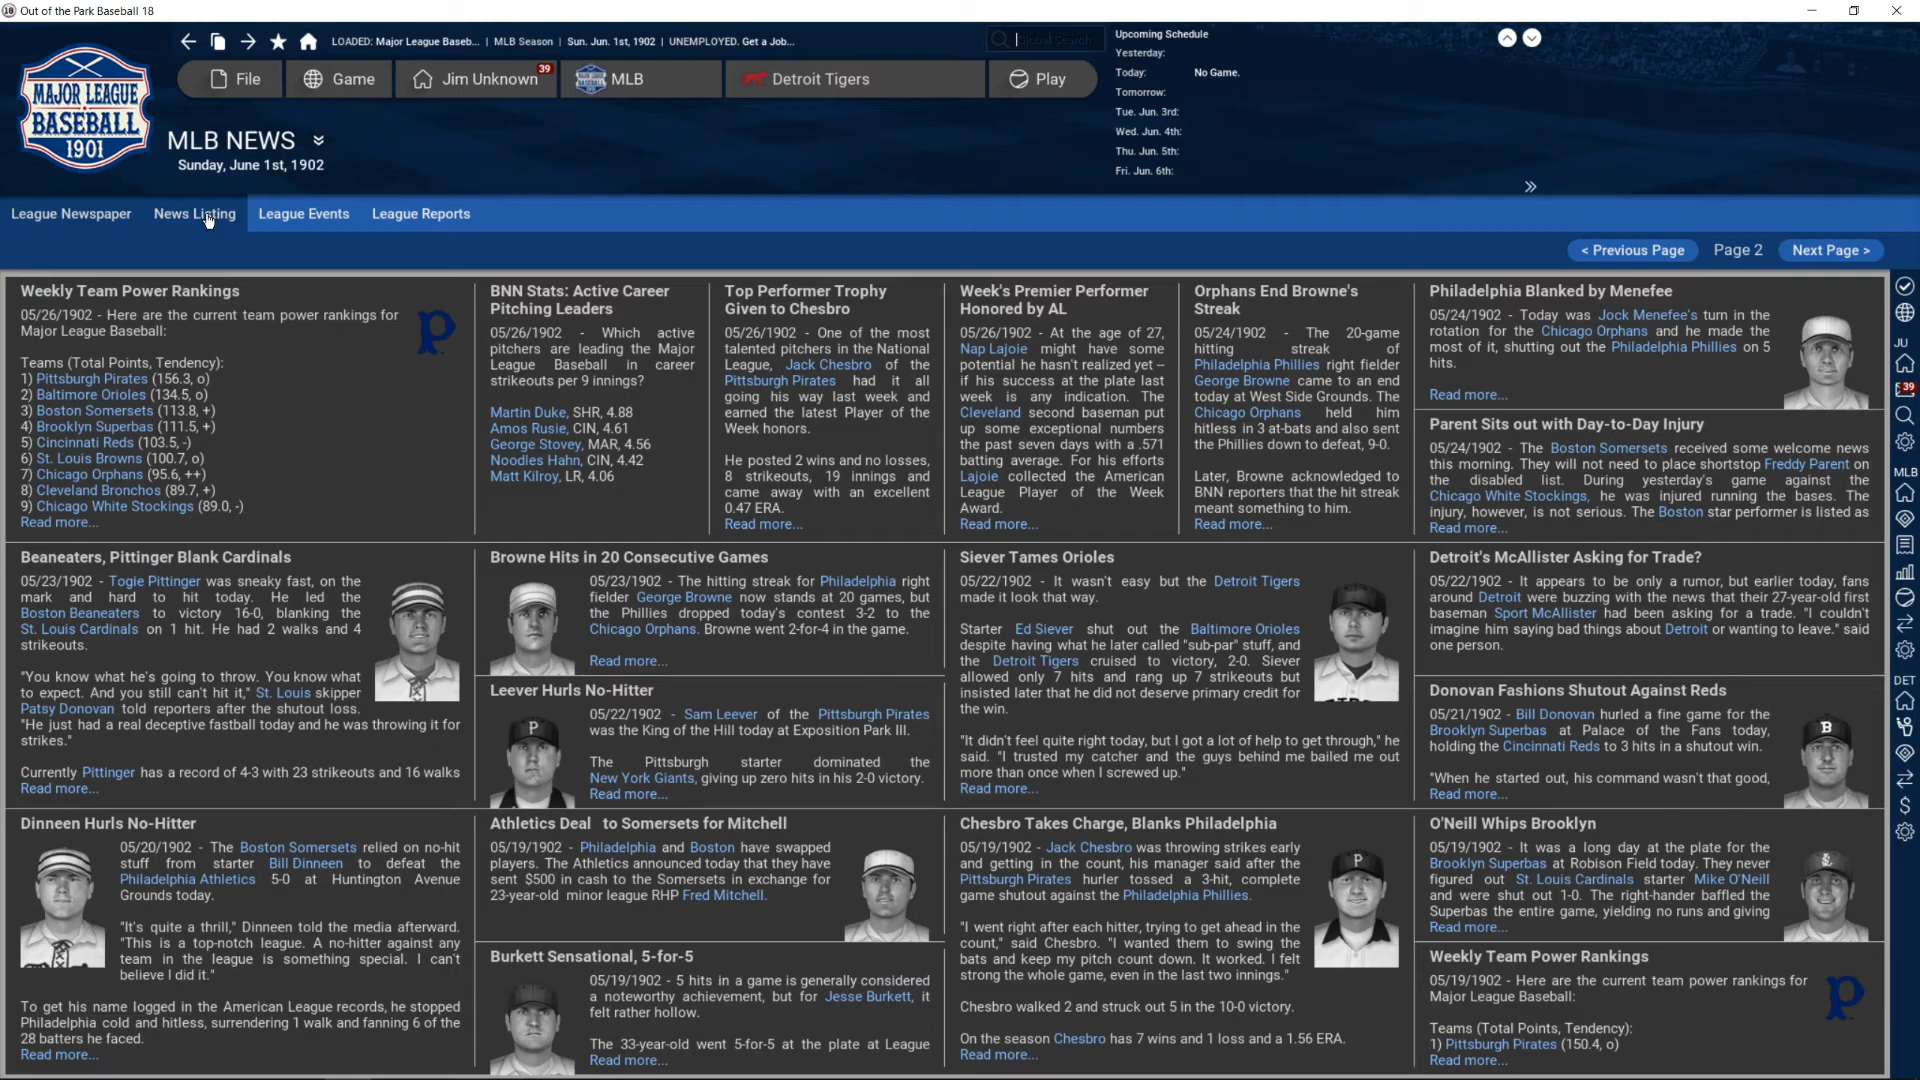 Out of the Park Baseball 18
LOADED: Major League Baseb... | MLB Season | Sun. Jun. 1st, 1902 | UNEMPLOYED. Get a Job...
File
Game
Jim Unknown
39
MLB
Detroit Tigers
Play
Global Search...
Upcoming Schedule
Yesterday:
Today: No Game.
Tomorrow:
Tue. Jun. 3rd:
Wed. Jun. 4th:
Thu. Jun. 5th:
Fri. Jun. 6th:
MAJOR LEAGUE
BASEBALL
1901
MLB NEWS
Sunday, June 1st, 1902
League Newspaper
News Listing
League Events
League Reports
< Previous Page
Page 2
Next Page >
Weekly Team Power Rankings
05/26/1902 - Here are the current team power rankings for
Major League Baseball:
Teams (Total Points, Tendency):
1) Pittsburgh Pirates (156.3, o)
2) Baltimore Orioles (134.5, o)
3) Boston Somersets (113.8, +)
4) Brooklyn Superbas (111.5, +)
5) Cincinnati Reds (103.5, -)
6) St. Louis Browns (100.7, o)
7) Chicago Orphans (95.6, ++)
8) Cleveland Bronchos (89.7, +)
9) Chicago White Stockings (89.0, -)
Read more...
BNN Stats: Active Career
Pitching Leaders
05/26/1902 - Which active
pitchers are leading the Major
League Baseball in career
strikeouts per 9 innings?
Martin Duke, SHR, 4.88
Amos Rusie, CIN, 4.61
George Stovey, MAR, 4.56
Noodles Hahn, CIN, 4.42
Matt Kilroy, LR, 4.06
Top Performer Trophy
Given to Chesbro
05/26/1902 - One of the most
talented pitchers in the National
League, Jack Chesbro of the
Pittsburgh Pirates had it all
going his way last week and
earned the latest Player of the
Week honors.
He posted 2 wins and no losses,
8 strikeouts, 19 innings and
came away with an excellent
0.47 ERA.
Read more...
Week's Premier Performer
Honored by AL
05/26/1902 - At the age of 27,
Nap Lajoie might have some
potential he hasn't realized yet –
if his success at the plate last
week is any indication. The
Cleveland second baseman put
up some exceptional numbers
the past seven days with a .571
batting average. For his efforts
Lajoie collected the American
League Player of the Week
Award.
Read more...
Orphans End Browne's
Streak
05/24/1902 - The 20-game
hitting streak of
Philadelphia Phillies right fielder
George Browne came to an end
today at West Side Grounds. The
Chicago Orphans held him
hitless in 3 at-bats and also sent
the Phillies down to defeat, 9-0.
Later, Browne acknowledged to
BNN reporters that the hit streak
meant something to him.
Read more...
Philadelphia Blanked by Menefee
05/24/1902 - Today was Jock Menefee's turn in the
rotation for the Chicago Orphans and he made the
most of it, shutting out the Philadelphia Phillies on 5
hits.
Read more...
Parent Sits out with Day-to-Day Injury
05/24/1902 - The Boston Somersets received some welcome news
this morning. They will not need to place shortstop Freddy Parent on
the disabled list. During yesterday's game against the
Chicago White Stockings, he was injured running the bases. The
injury, however, is not serious. The Boston star performer is listed as
Read more...
Beaneaters, Pittinger Blank Cardinals
05/23/1902 - Togie Pittinger was sneaky fast, on the
mark and hard to hit today. He led the
Boston Beaneaters to victory 16-0, blanking the
St. Louis Cardinals on 1 hit. He had 2 walks and 4
strikeouts.
"You know what he's going to throw. You know what
to expect. And you still can't hit it," St. Louis skipper
Patsy Donovan told reporters after the shutout loss.
"He just had a real deceptive fastball today and he was throwing it for
strikes."
Currently Pittinger has a record of 4-3 with 23 strikeouts and 16 walks
Read more...
Browne Hits in 20 Consecutive Games
05/23/1902 - The hitting streak for Philadelphia right
fielder George Browne now stands at 20 games, but
the Phillies dropped today's contest 3-2 to the
Chicago Orphans. Browne went 2-for-4 in the game.
Read more...
Leever Hurls No-Hitter
05/22/1902 - Sam Leever of the Pittsburgh Pirates
was the King of the Hill today at Exposition Park III.
The Pittsburgh starter dominated the
New York Giants, giving up zero hits in his 2-0 victory.
Read more...
Siever Tames Orioles
05/22/1902 - It wasn't easy but the Detroit Tigers
made it look that way.
Starter Ed Siever shut out the Baltimore Orioles
despite having what he later called "sub-par" stuff, and
the Detroit Tigers cruised to victory, 2-0. Siever
allowed only 7 hits and rang up 7 strikeouts but
insisted later that he did not deserve primary credit for
the win.
"It didn't feel quite right today, but I got a lot of help to get through," he
said. "I trusted my catcher and the guys behind me bailed me out
more than once when I screwed up."
Read more...
Detroit's McAllister Asking for Trade?
05/22/1902 - It appears to be only a rumor, but earlier today, fans
around Detroit were buzzing with the news that their 27-year-old first
baseman Sport McAllister had been asking for a trade. "I couldn't
imagine him saying bad things about Detroit or wanting to leave." said
one person.
Donovan Fashions Shutout Against Reds
05/21/1902 - Bill Donovan hurled a fine game for the
Brooklyn Superbas at Palace of the Fans today,
holding the Cincinnati Reds to 3 hits in a shutout win.
"When he started out, his command wasn't that good,
Read more...
Dinneen Hurls No-Hitter
05/20/1902 - The Boston Somersets relied on no-hit
stuff from starter Bill Dinneen to defeat the
Philadelphia Athletics 5-0 at Huntington Avenue
Grounds today.
"It's quite a thrill," Dinneen told the media afterward.
"This is a top-notch league. A no-hitter against any
team in the league is something special. I can't
believe I did it."
To get his name logged in the American League records, he stopped
Philadelphia cold and hitless, surrendering 1 walk and fanning 6 of the
28 batters he faced.
Read more...
Athletics Deal to Somersets for Mitchell
05/19/1902 - Philadelphia and Boston have swapped
players. The Athletics announced today that they have
sent $500 in cash to the Somersets in exchange for
23-year-old minor league RHP Fred Mitchell.
Burkett Sensational, 5-for-5
05/19/1902 - 5 hits in a game is generally considered
a noteworthy achievement, but for Jesse Burkett, it
felt rather hollow.
The 33-year-old went 5-for-5 at the plate at League
Read more...
Chesbro Takes Charge, Blanks Philadelphia
05/19/1902 - Jack Chesbro was throwing strikes early
and getting in the count, his manager said after the
Pittsburgh Pirates hurler tossed a 3-hit, complete
game shutout against the Philadelphia Phillies.
"I went right after each hitter, trying to get ahead in the
count," said Chesbro. "I wanted them to swing the
bats and keep my pitch count down. It worked. I felt
strong the whole game, even in the last two innings."
Chesbro walked 2 and struck out 5 in the 10-0 victory.
On the season Chesbro has 7 wins and 1 loss and a 1.56 ERA.
Read more...
O'Neill Whips Brooklyn
05/19/1902 - It was a long day at the plate for the
Brooklyn Superbas at Robison Field today. They never
figured out St. Louis Cardinals starter Mike O'Neill
and were shut out 1-0. The right-hander baffled the
Superbas the entire game, yielding no runs and giving
Read more...
Weekly Team Power Rankings
05/19/1902 - Here are the current team power rankings for
Major League Baseball:
Teams (Total Points, Tendency):
1) Pittsburgh Pirates (150.4, o)
Read more...
JU
39
MLB
DET